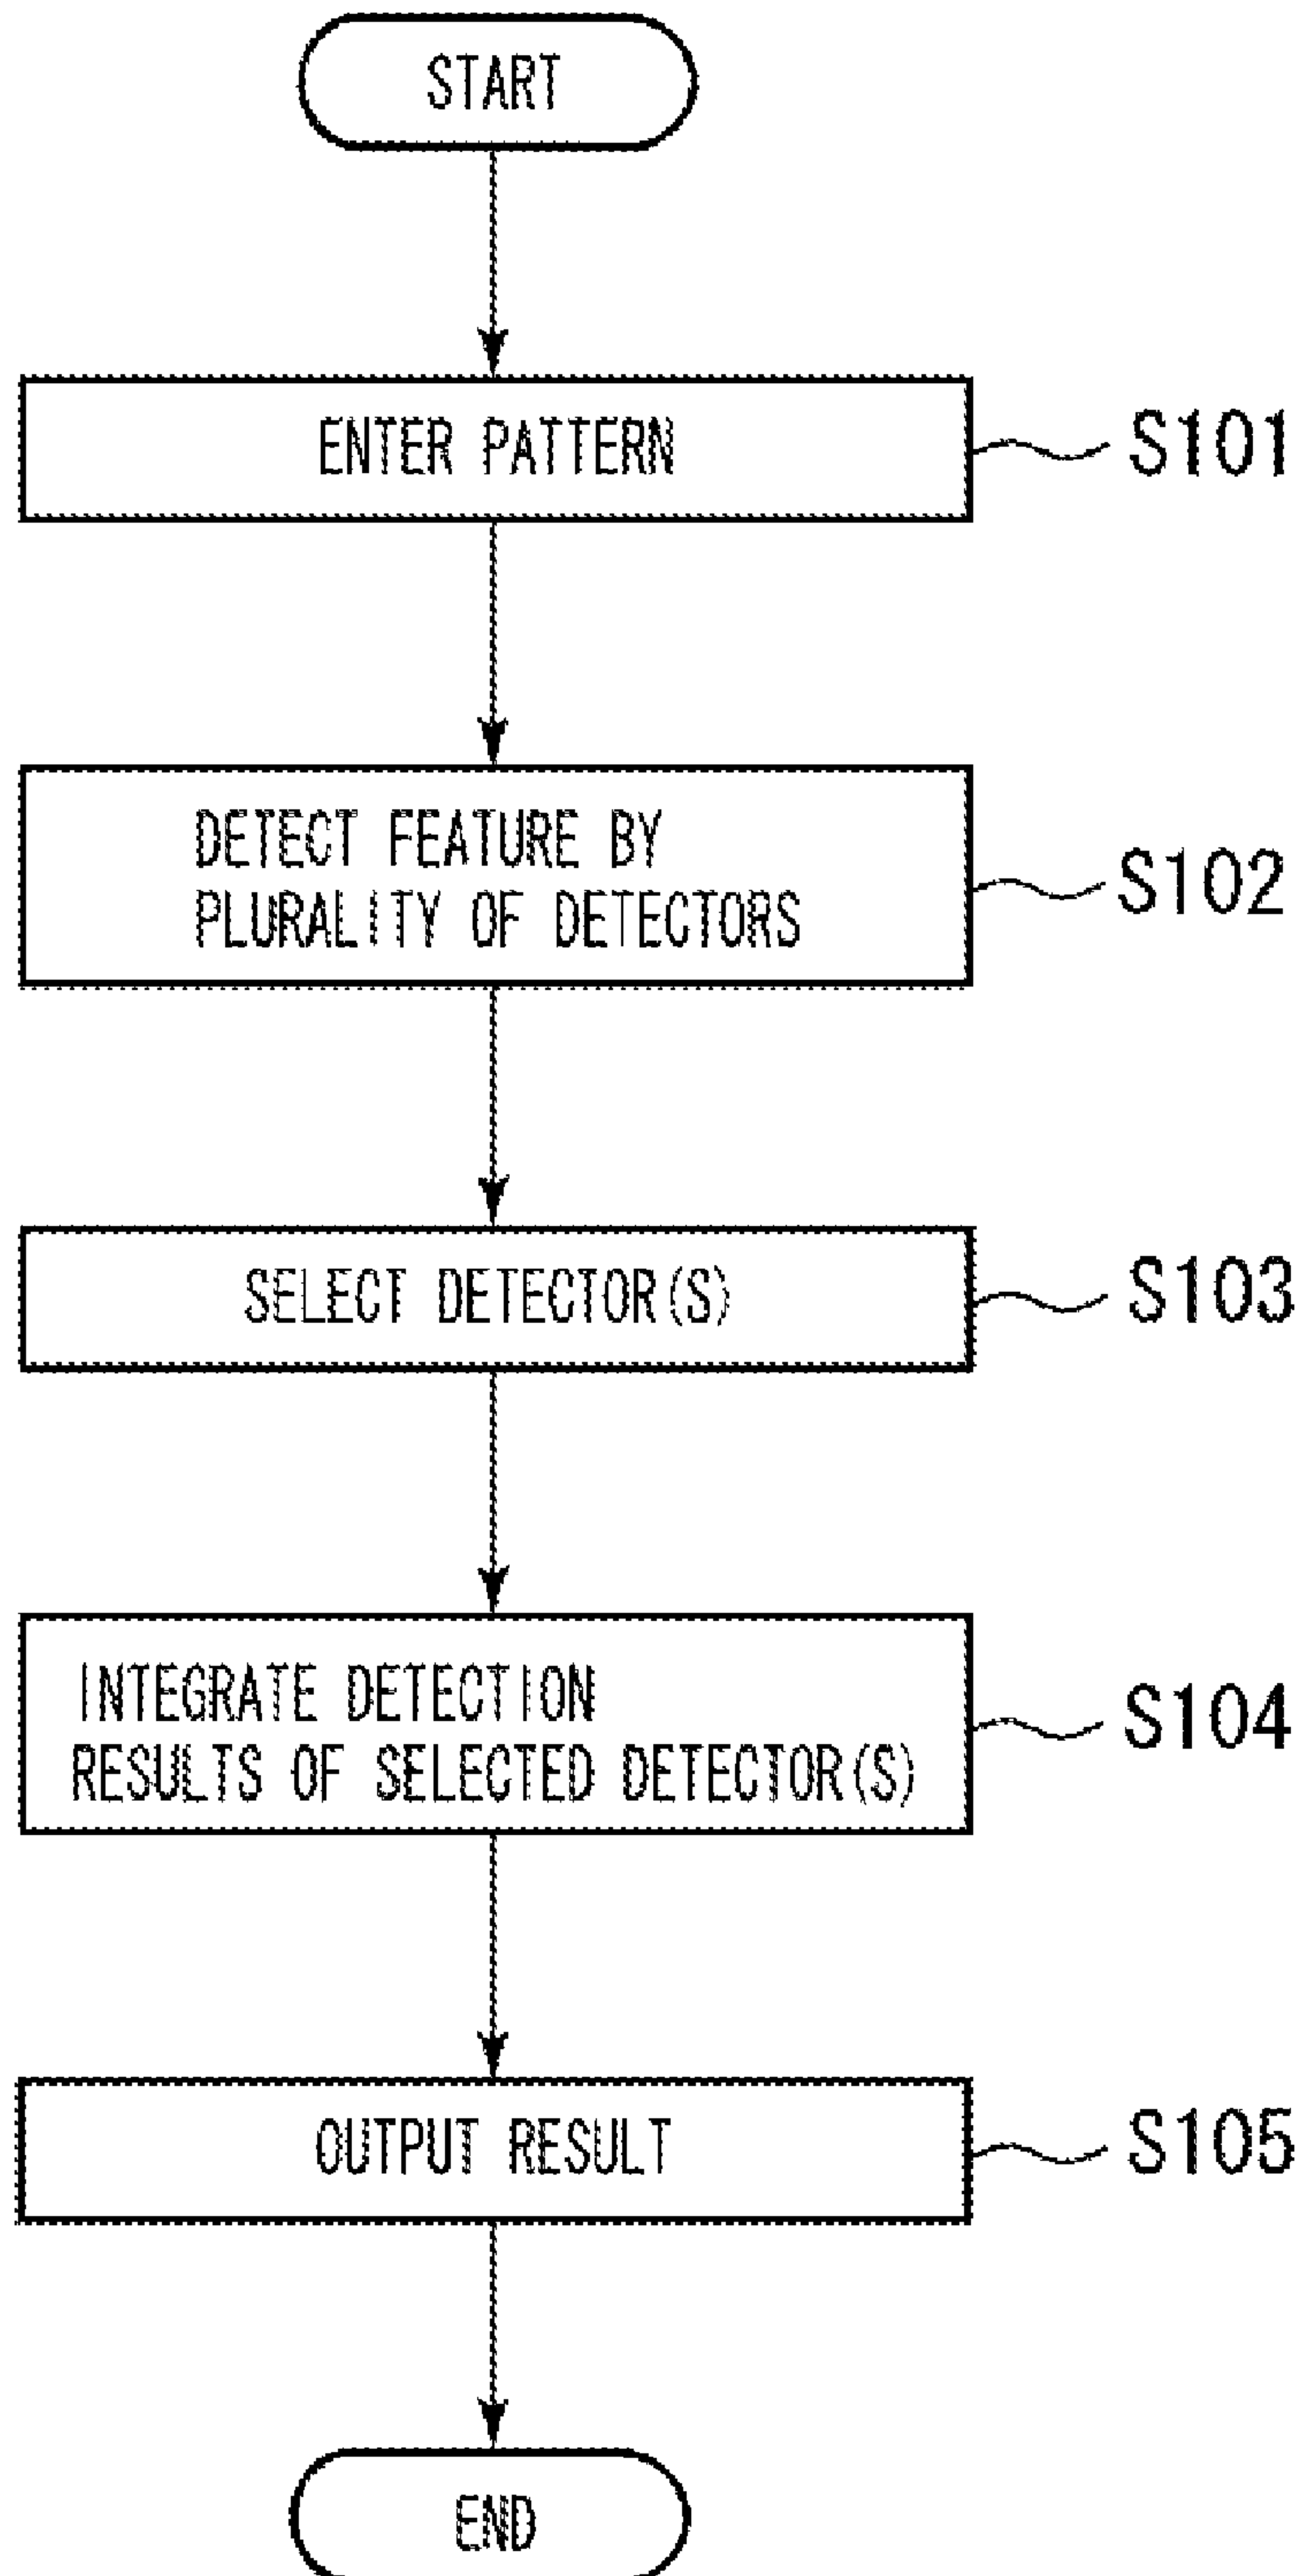 START
ENTER PATTERN
S101
DETECT FEATURE BY
PLURALITY OF DETECTORS
S102
SELECT DETECTOR(S)
S103
INTEGRATE DETECTION
RESULTS OF SELECTED DETECTOR(S)
S104
OUTPUT RESULT
S105
END